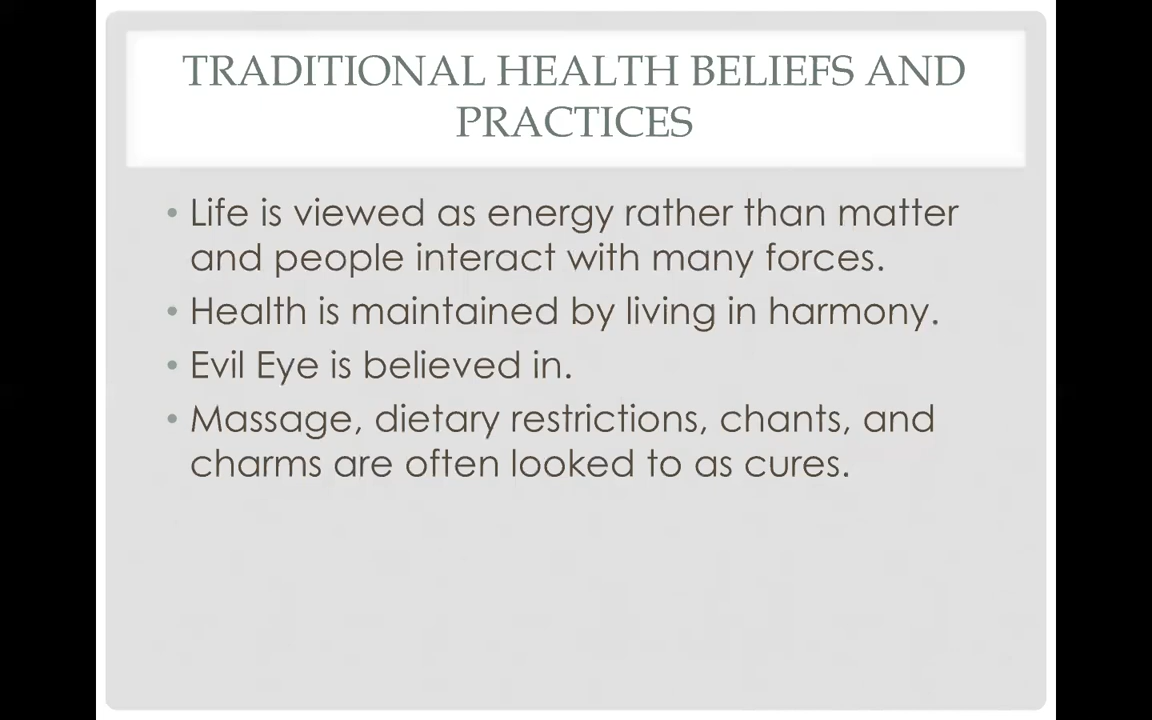 TRADITIONAL HEALTH BELIEFS AND
PRACTICES
• Life is viewed as energy rather than matter
and people interact with many forces.
• Health is maintained by living in harmony.
• Evil Eye is believed in.
• Massage, dietary restrictions, chants, and
charms are often looked to as cures.